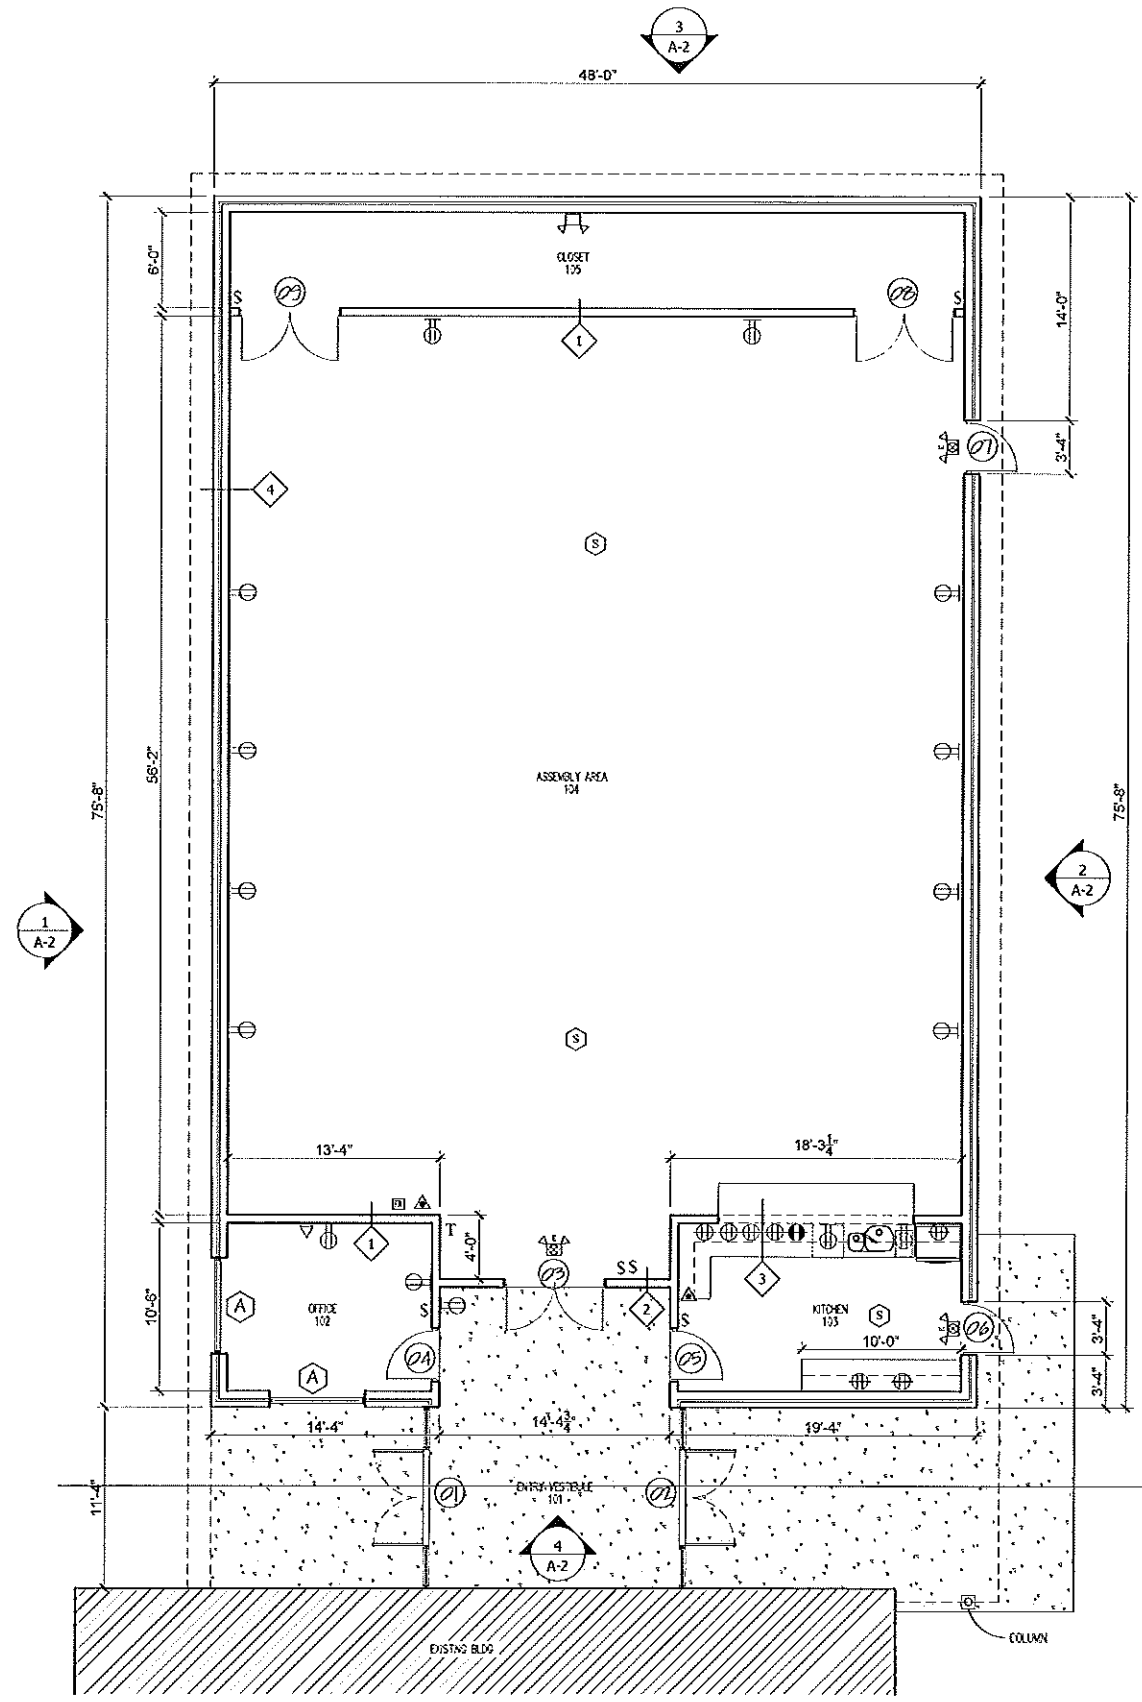 3
A-2
48'-0"
6'-0"
CLOSET
105
S
09
08
S
14'-0"
1
3'-4"
07
E
4
S
56'-2"
75'-8"
ASSEMBLY AREA
104
75'-8"
2
A-2
1
A-2
S
13'-4"
18'-3 1/4"
T
4'-0"
1
E
03
SS
3
10'-6"
A
OFFICE
102
S
2
S
KITCHEN
103
S
E
06
3'-4"
10'-0"
04
05
A
3'-4"
14'-4"
14'-4 3/4"
19'-4"
01
ENTRY VESTIBULE
101
02
11'-4"
4
A-2
EXISTNG BLDG
COLUMN